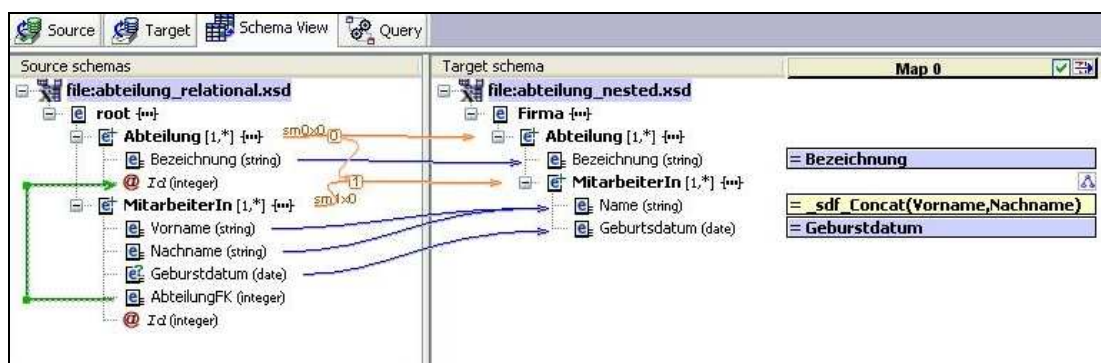 Source Target Schema View Query
Source schemas
file:abteilung_relational.xsd
root {…}
Abteilung [1,*] {…}
Bezeichnung (string)
Id (integer)
MitarbeiterIn [1,*] {…}
Vorname (string)
Nachname (string)
Geburstdatum (date)
AbteilungFK (integer)
Id (integer)
sm0x0 0
1
sm1x0
Target schema
file:abteilung_nested.xsd
Firma {…}
Abteilung [1,*] {…}
Bezeichnung (string)
MitarbeiterIn [1,*] {…}
Name (string)
Geburtsdatum (date)
Map 0
= Bezeichnung
= _sdf_Concat(Vorname,Nachname)
= Geburstdatum